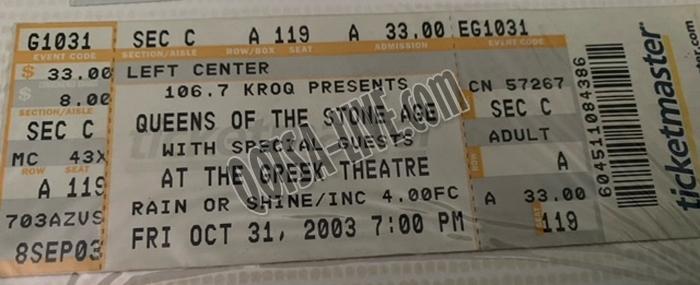 G1031 SEC C A 119 A 33.00 EG1031
EVENT CODE SECTION/AISLE ROW/BOX SEAT ADMISSION EVENT CODE
$ 33.00 LEFT CENTER
8.00 106.7 KROQ PRESENTS CN 57267
SECTION/AISLE
SEC C QUEENS OF THE STONE AGE SEC C
MC 43X WITH SPECIAL GUESTS ADULT
ROW SEAT
A 119 AT THE GREEK THEATRE A
703AZVS RAIN OR SHINE/INC 4.00FC A 33.00
8SEP03 FRI OCT 31, 2003 7:00 PM 119
604511084386
ticketmaster
QOTSA-LIVE.com